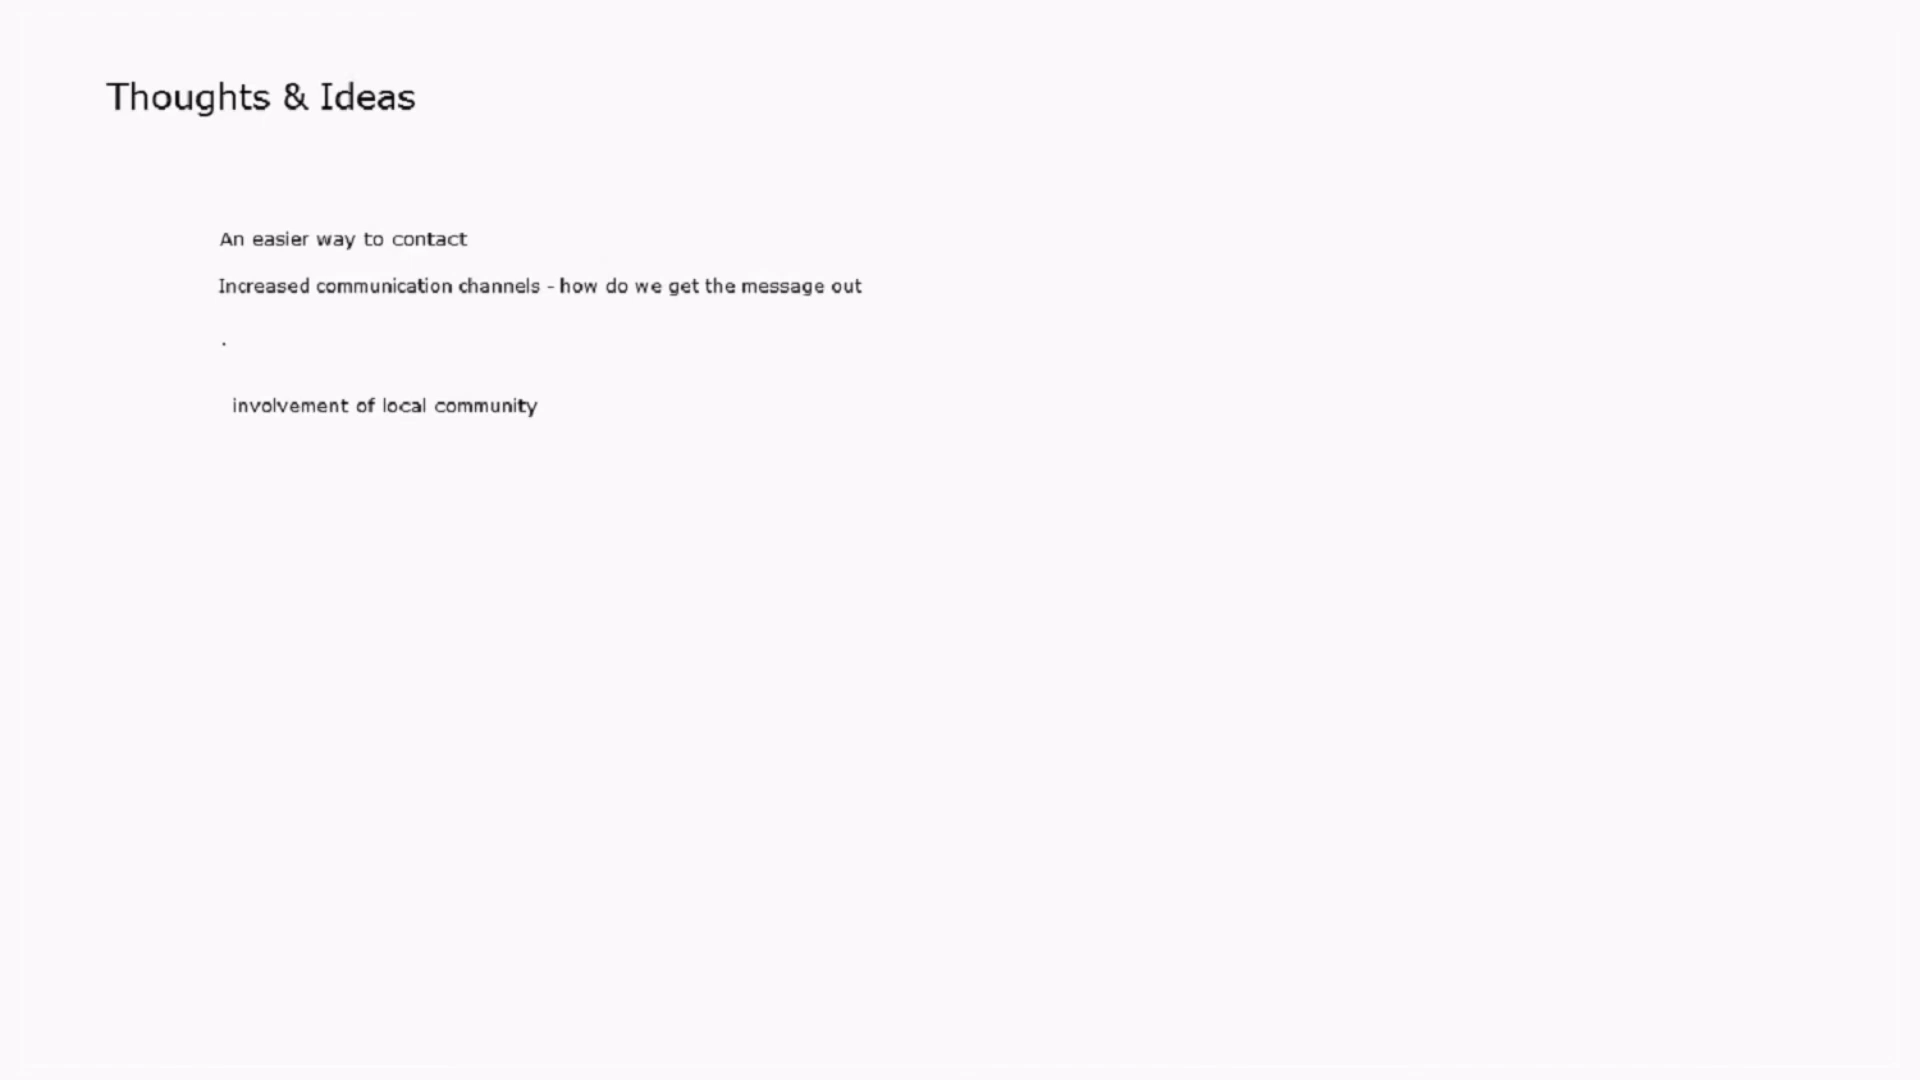 Thoughts & Ideas
An easier way to contact
Increased communication channels - how do we get the message out
.
involvement of local community